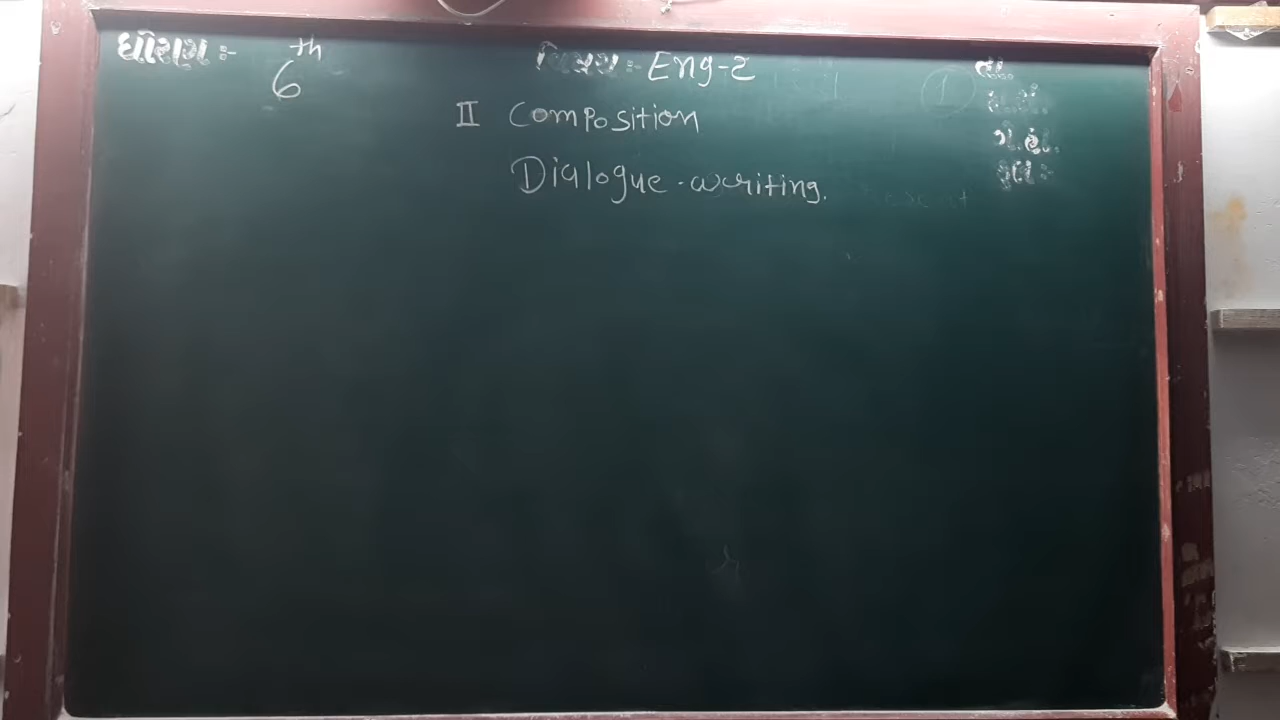 ધોરણ:- 6th
વિષય:- Eng-2
તા.
ગે.હા.
કુલ:-
II Composition
Dialogue-writing.